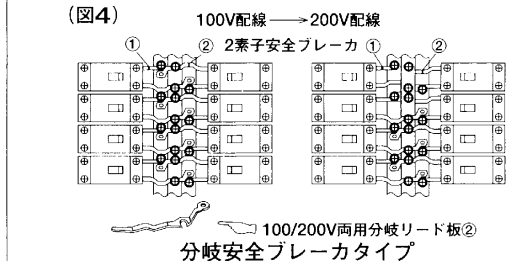 (図4)
100V配線→200V配線
① ② 2素子安全ブレーカ ① ②
100/200V両用分岐リード板②
分岐安全ブレーカタイプ